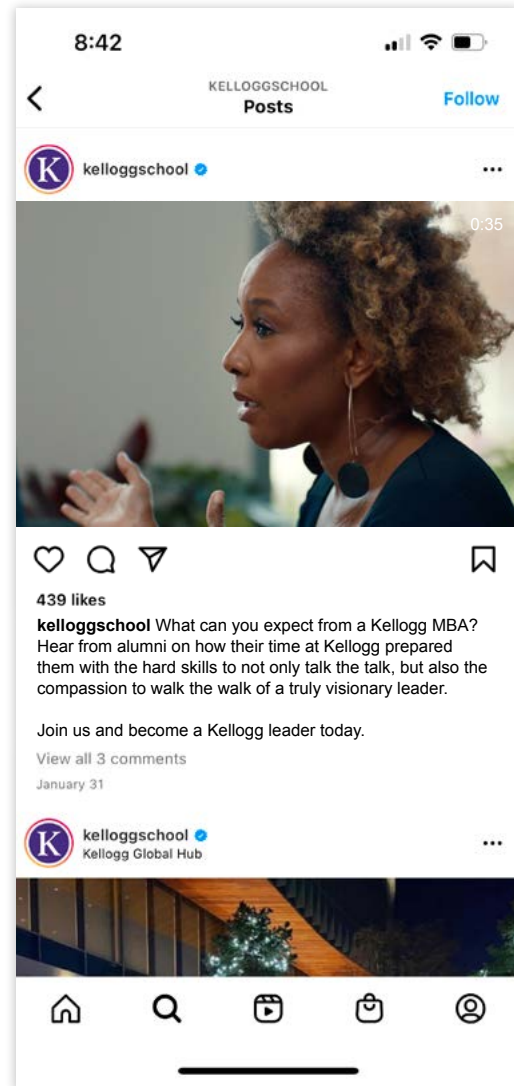 8:42
KELLOGGSCHOOL
Posts
Follow
K
kelloggschool
0:35
439 likes
kelloggschool What can you expect from a Kellogg MBA?
Hear from alumni on how their time at Kellogg prepared
them with the hard skills to not only talk the talk, but also the
compassion to walk the walk of a truly visionary leader.
Join us and become a Kellogg leader today.
View all 3 comments
January 31
K
kelloggschool
Kellogg Global Hub